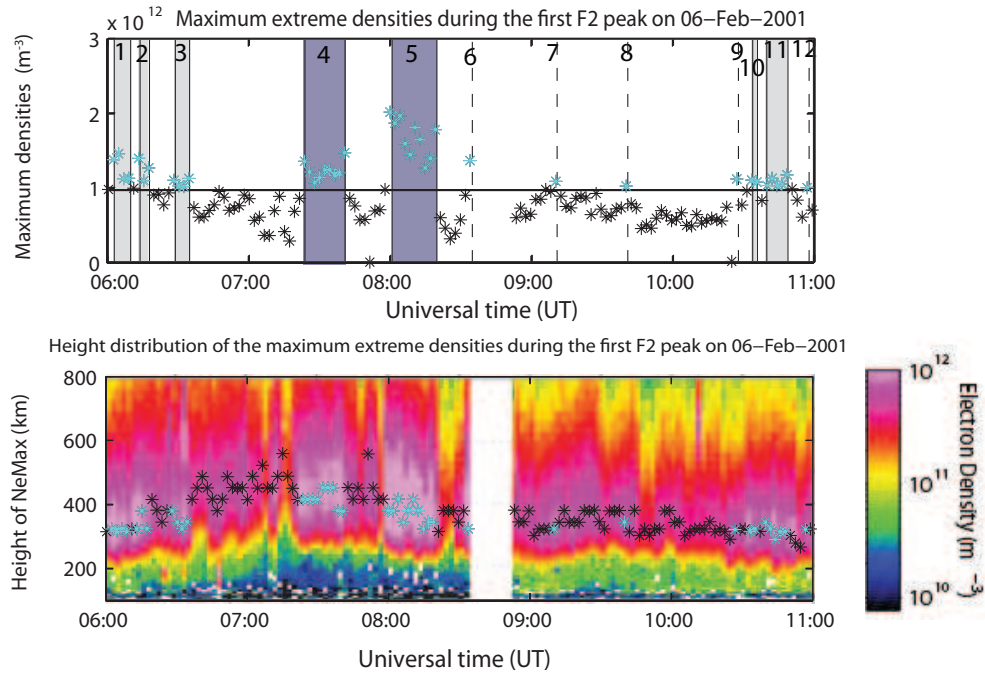 x 10 12 Maximum extreme densities during the first F2 peak on 06−Feb−2001
Maximum densities (m-3)
3
2
1
0
1 2 3 4 5 6 7 8 9 10 11 12
06:00 07:00 08:00 09:00 10:00 11:00
Universal time (UT)
Height distribution of the maximum extreme densities during the first F2 peak on 06−Feb−2001
Height of NeMax (km)
800
600
400
200
06:00 07:00 08:00 09:00 10:00 11:00
Universal time (UT)
10 12
10 11
10 10
Electron Density (m −3)